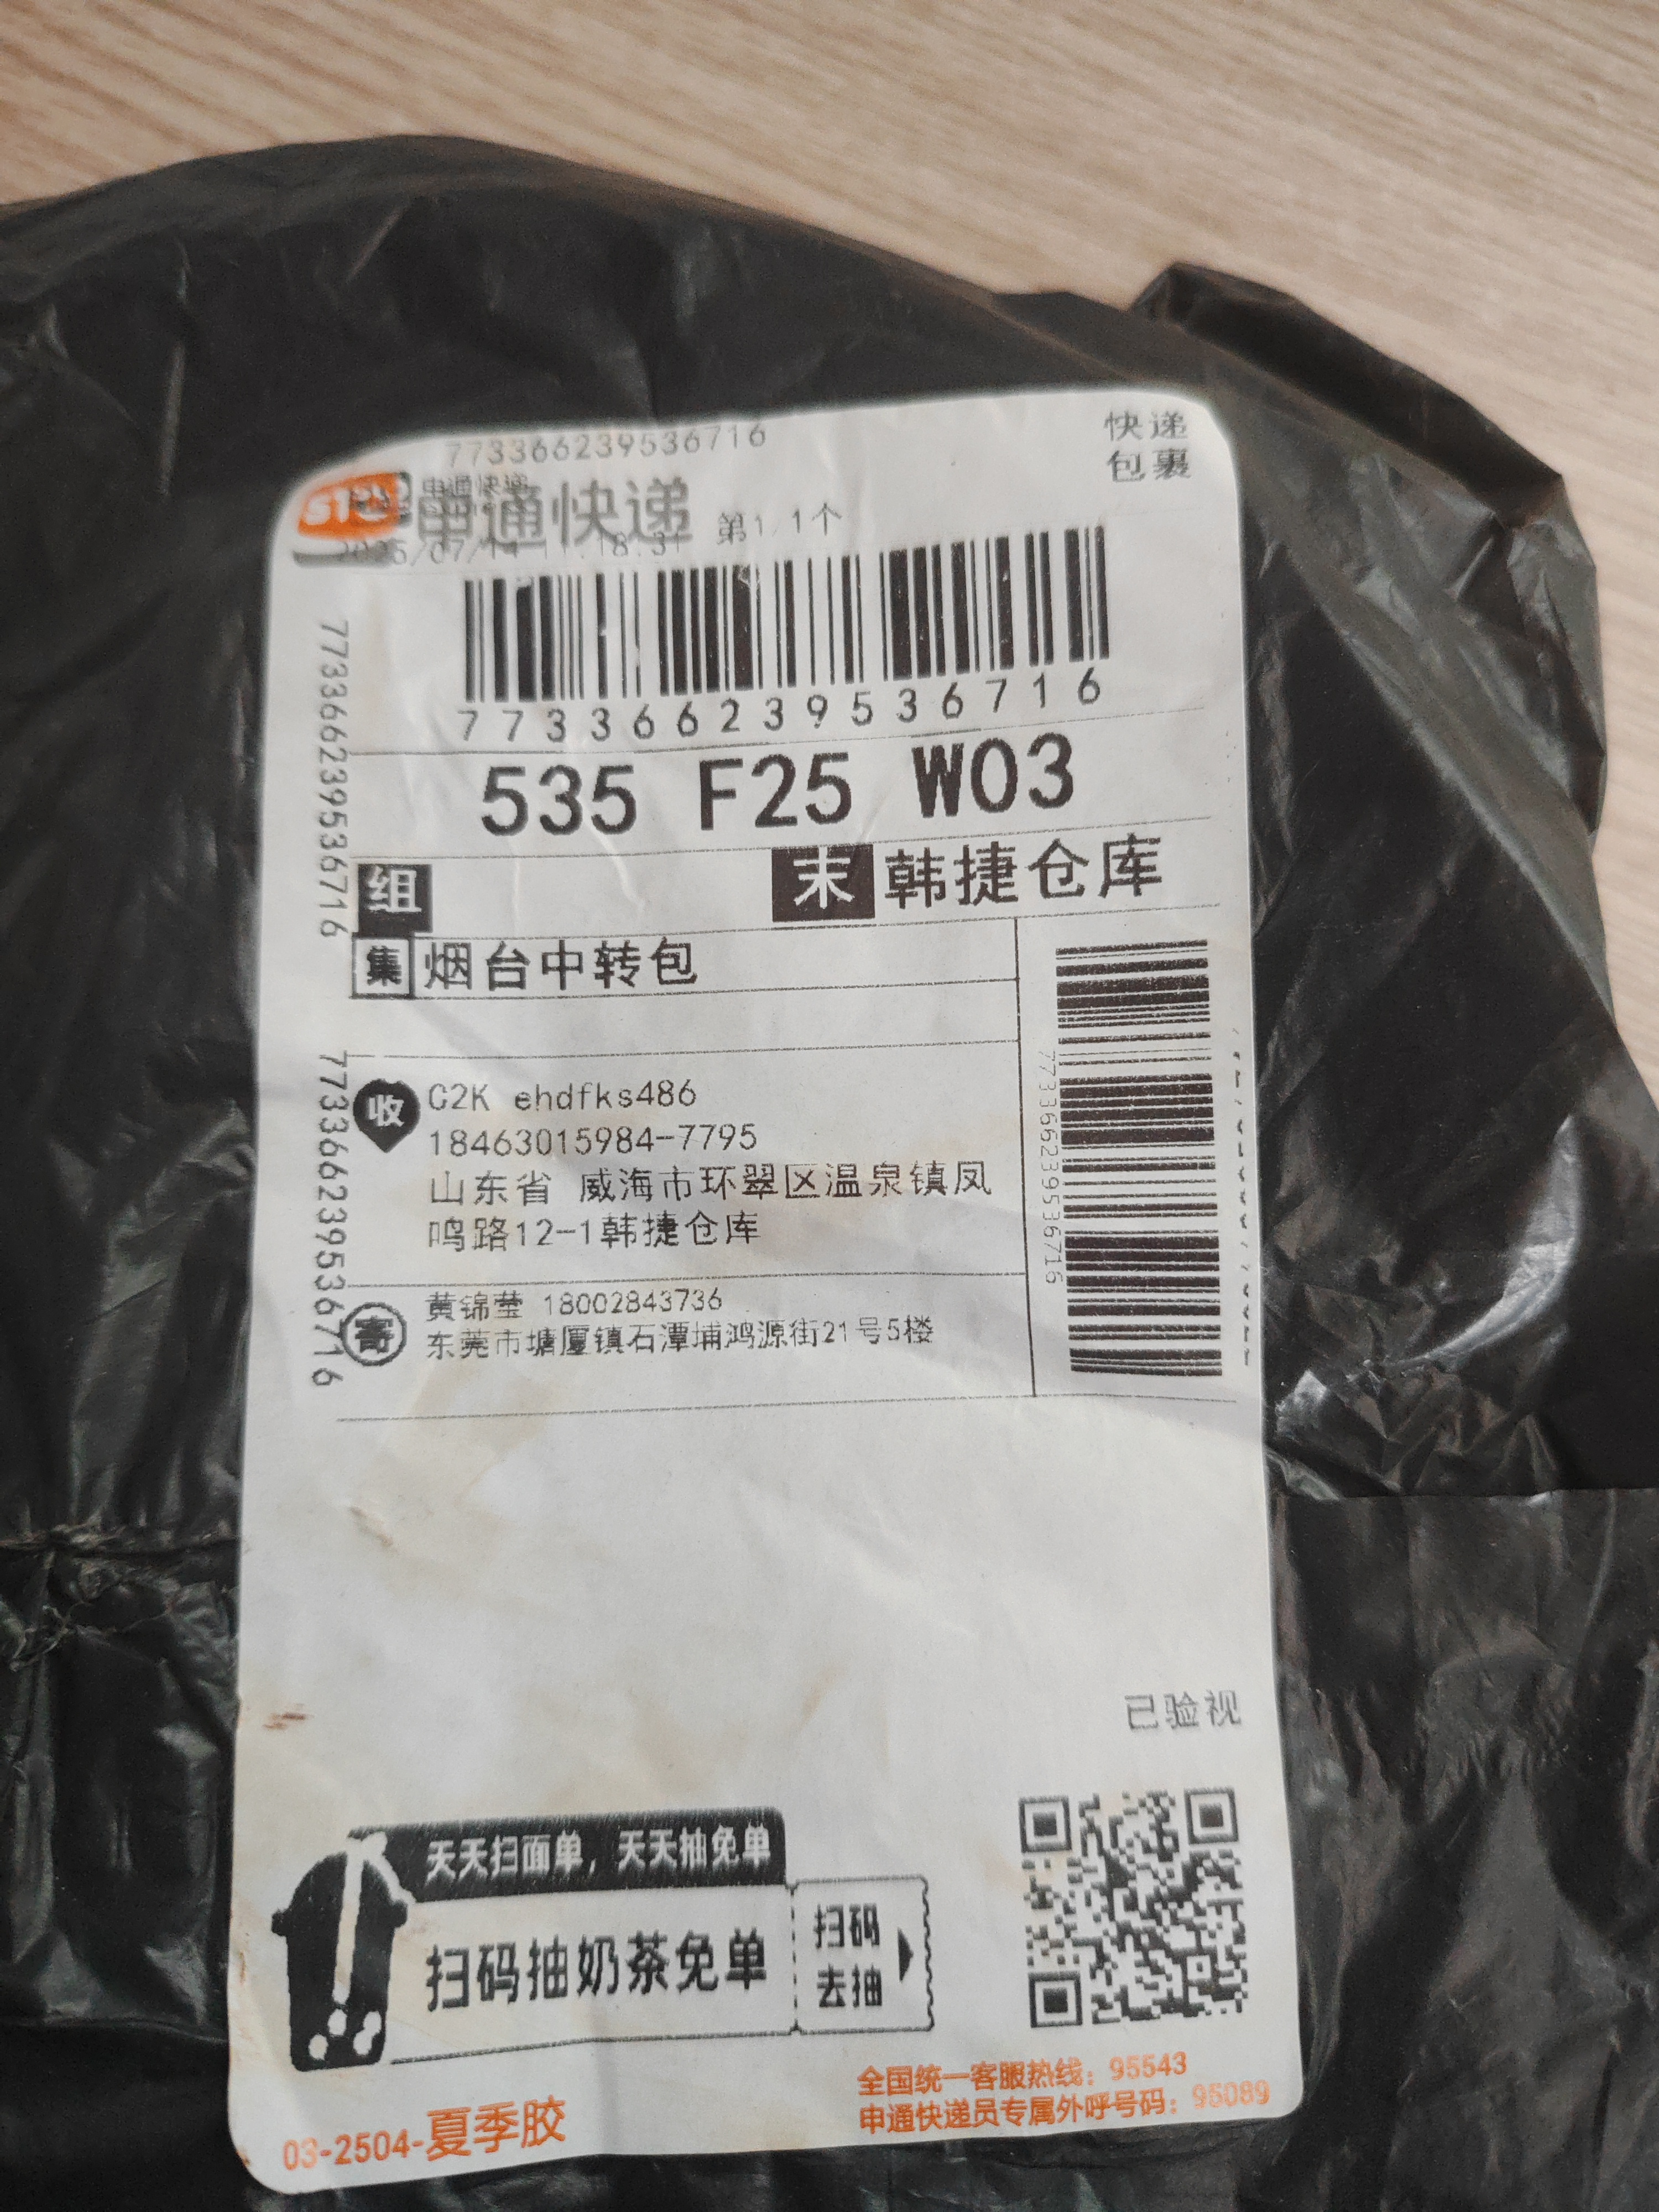 773366239536716
快递
包裹
申通快递
申通快递
第1/1个
773366239536716
773366239536716
535 F25 W03
组
末 韩捷仓库
集 烟台中转包
773366239536716
收
C2K ehdfks486
18463015984-7795
山东省 威海市环翠区温泉镇凤
鸣路12-1韩捷仓库
773366239536716
寄
黄锦莹 18002843736
东莞市塘厦镇石潭埔鸿源街21号5楼
已验视
天天扫面单，天天抽免单
扫码抽奶茶免单
扫码
去抽
全国统一客服热线：95543
申通快递员专属外呼号码：95089
03-2504-夏季胶